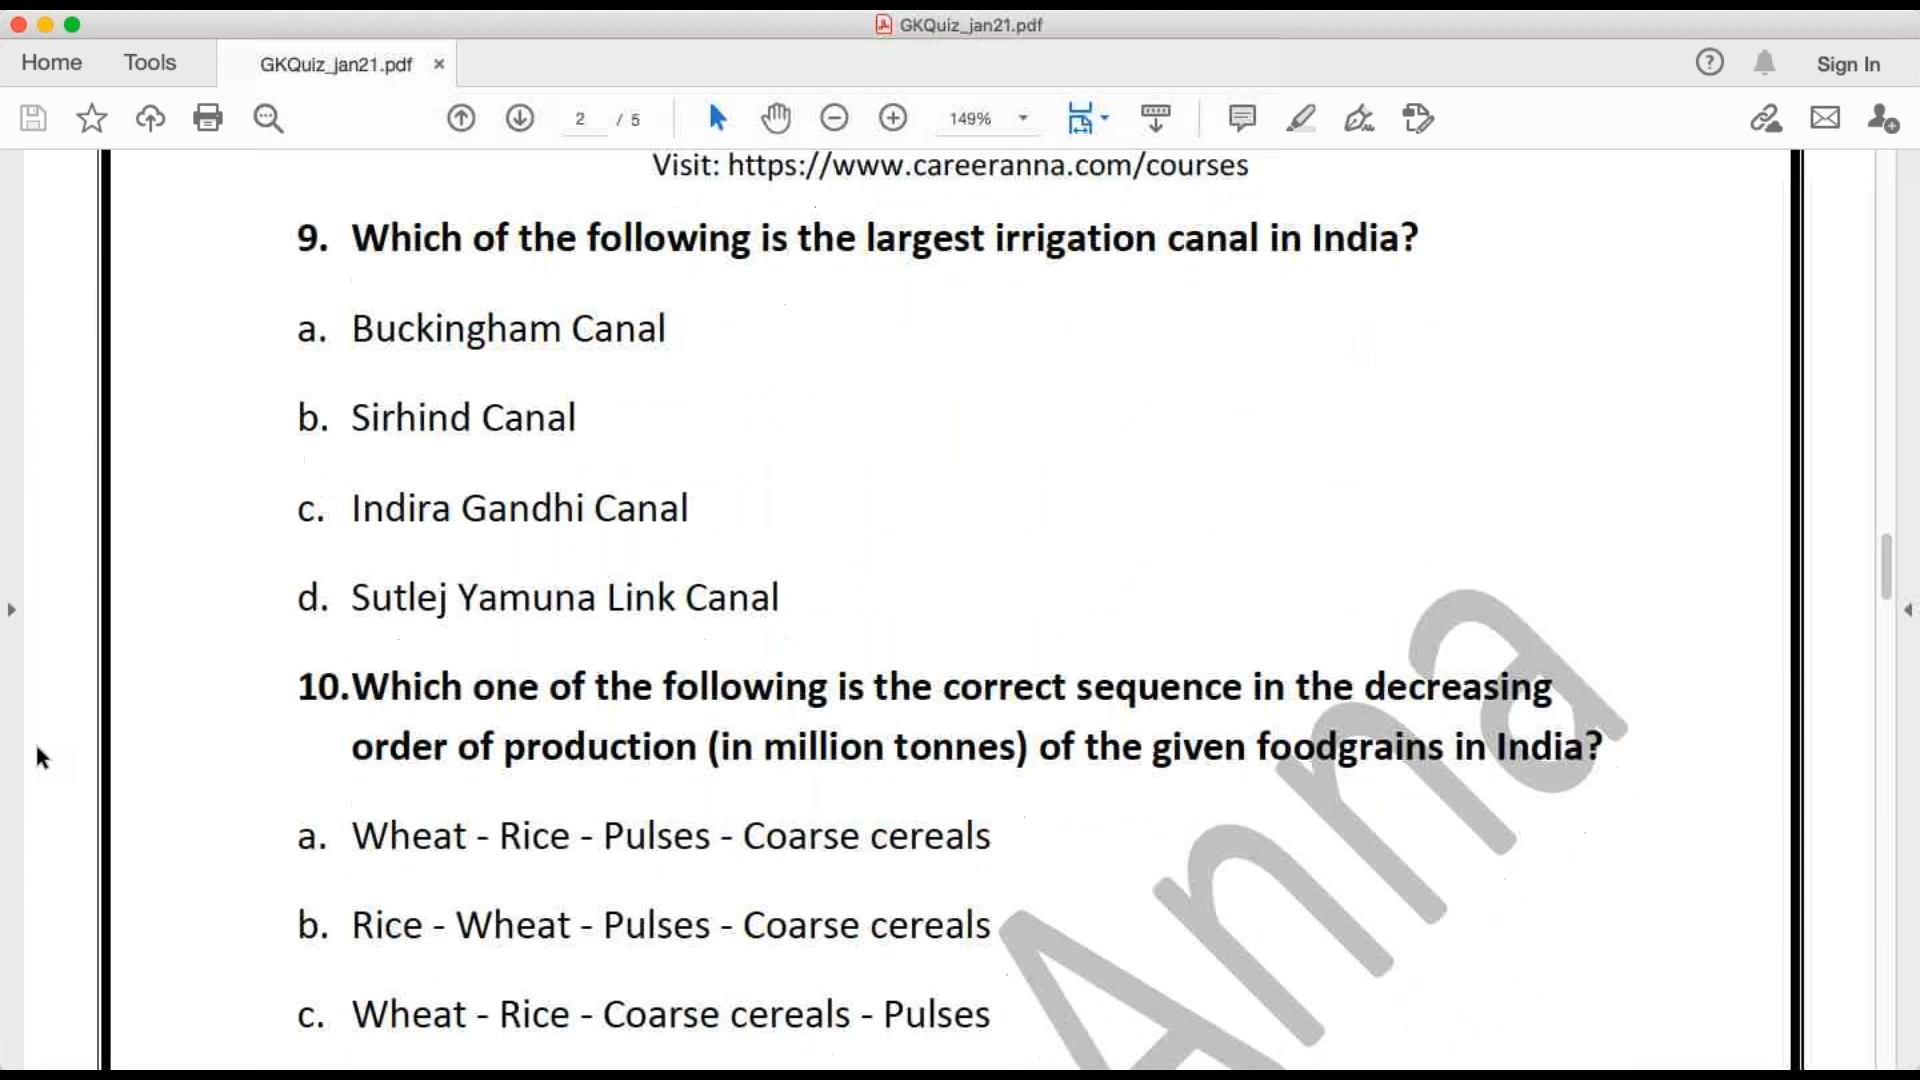 GKQuiz_jan21.pdf
Home Tools GKQuiz_jan21.pdf × Sign In
2 / 5 149%
Visit: https://www.careeranna.com/courses
9. Which of the following is the largest irrigation canal in India?
a. Buckingham Canal
b. Sirhind Canal
c. Indira Gandhi Canal
d. Sutlej Yamuna Link Canal
10.Which one of the following is the correct sequence in the decreasing
order of production (in million tonnes) of the given foodgrains in India?
a. Wheat - Rice - Pulses - Coarse cereals
b. Rice - Wheat - Pulses - Coarse cereals
c. Wheat - Rice - Coarse cereals - Pulses
Anna